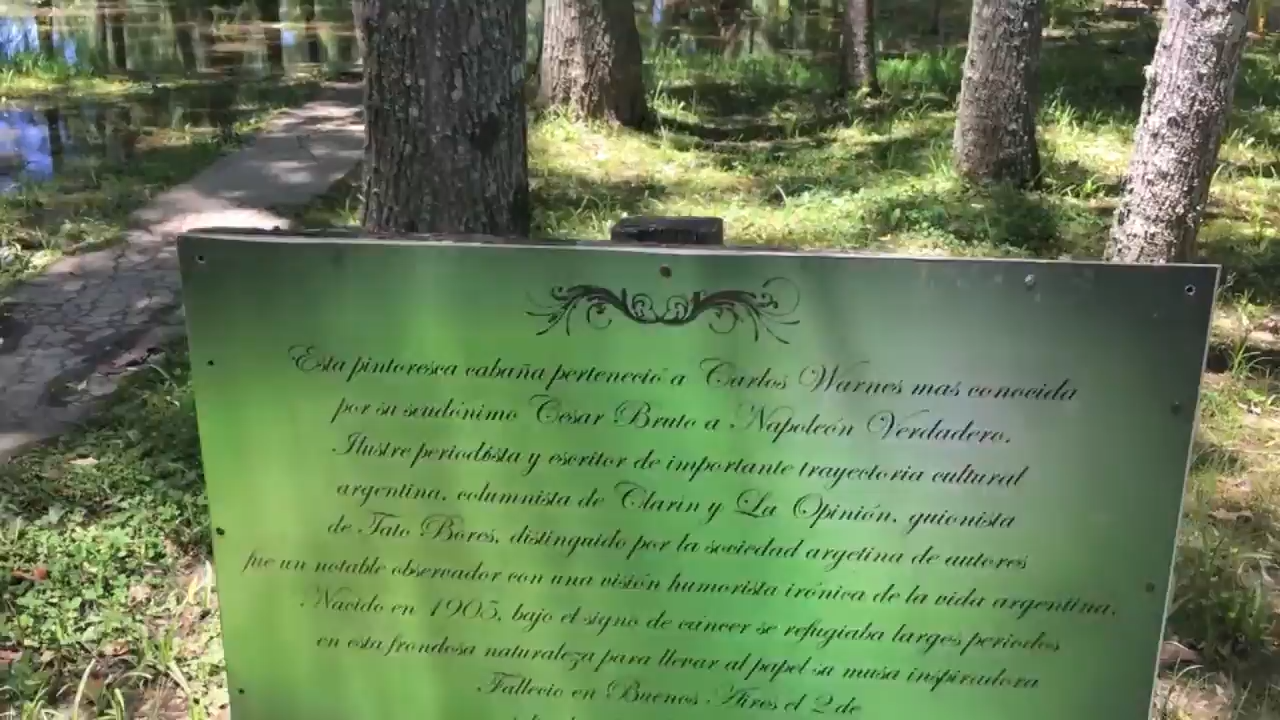 Esta pintoresca cabaña perteneció a Carlos Warnes mas conocida
por su seudónimo Cesar Bruto a Napoleón Verdadero.
Ilustre periodista y escritor de importante trayectoria cultural
argentina, columnista de Clarín y La Opinión, guionista
de Tato Bores, distinguido por la sociedad argetina de autores
fue un notable observador con una visión humorista irónica de la vida argentina.
Nacido en 1905, bajo el signo de cáncer se refugiaba larges periodos
en esta frondosa naturaleza para llevar al papel sa musa inspiradora
Fallecio en Buenos Aires el 2 de